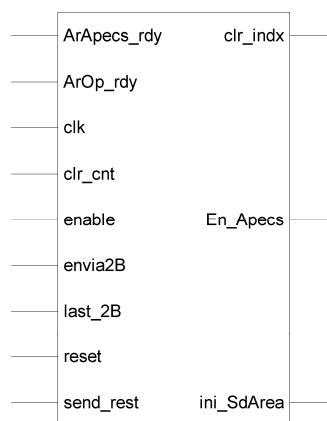 ArApecs_rdy clr_indx
ArOp_rdy
clk
clr_cnt
enable En_Apecs
envia2B
last_2B
reset
send_rest ini_SdArea